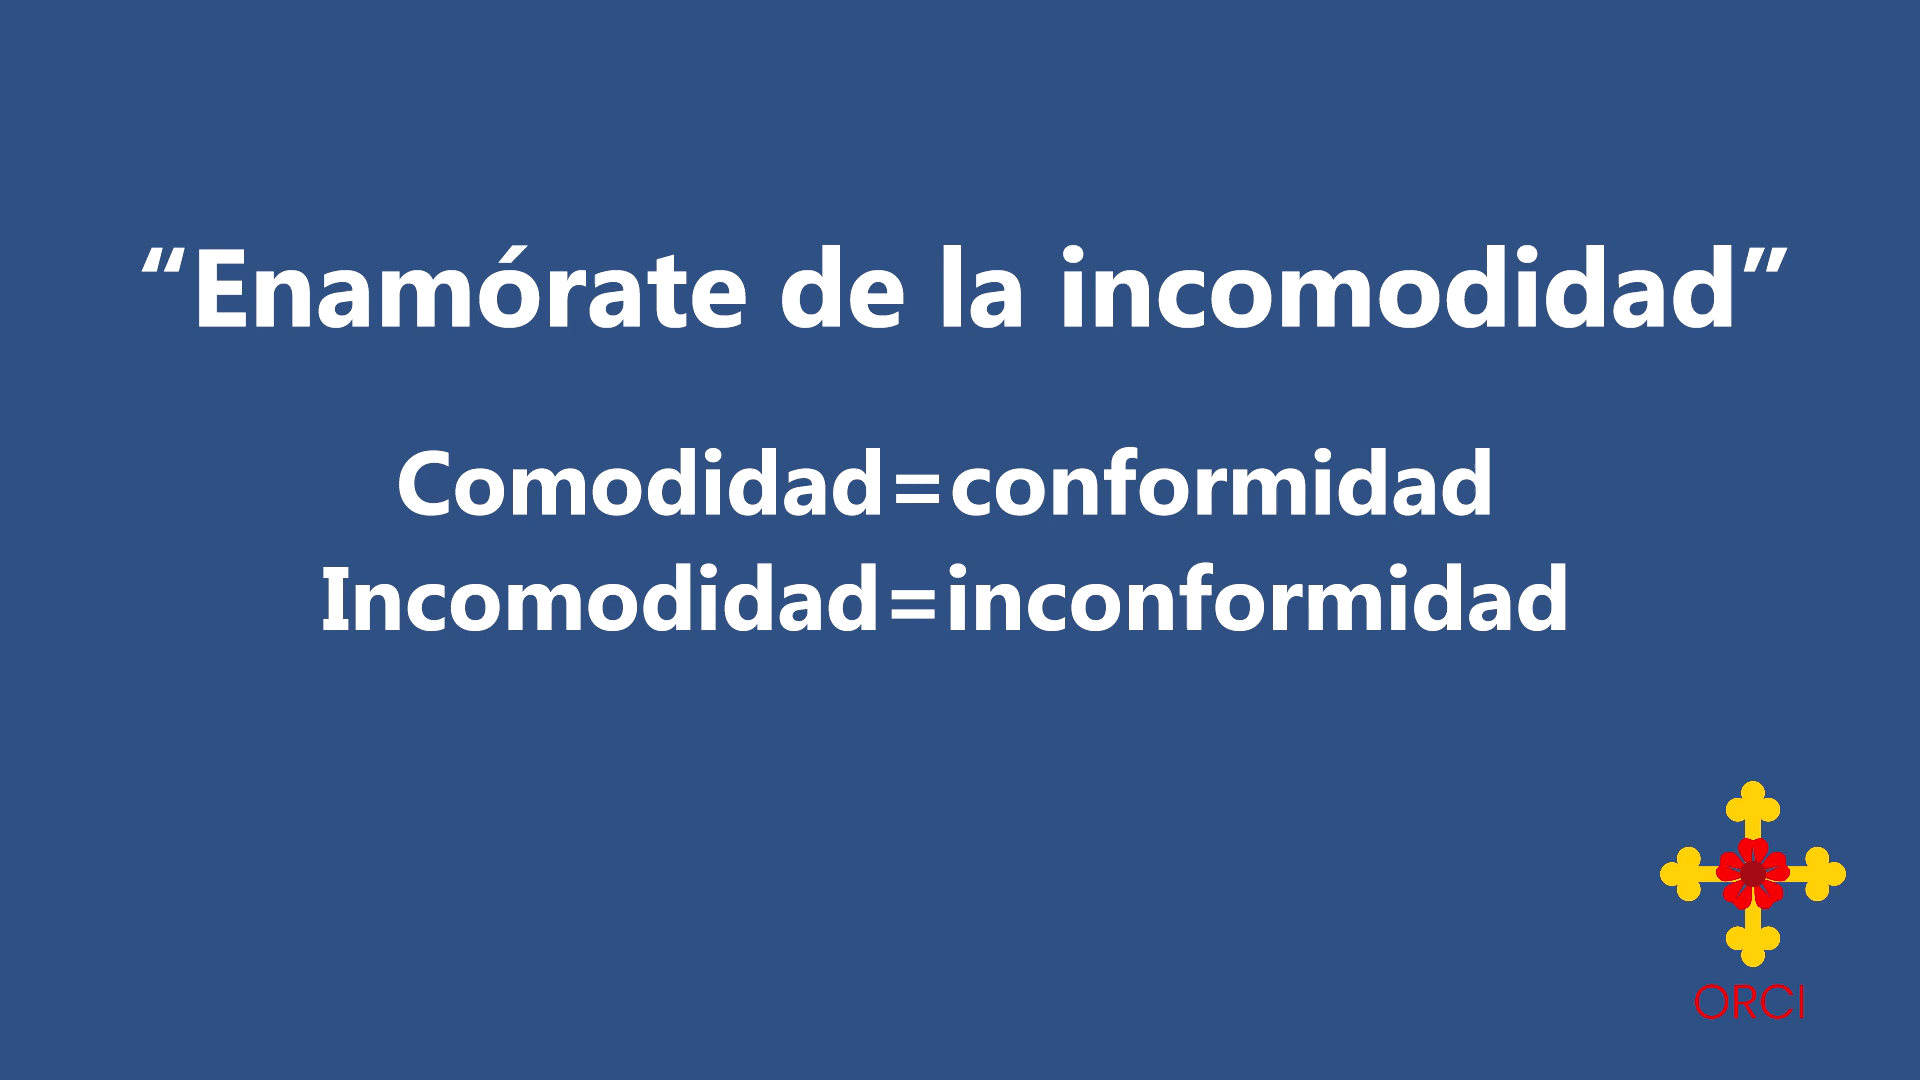 “Enamórate de la incomodidad”
Comodidad=conformidad
Incomodidad=inconformidad
ORCI